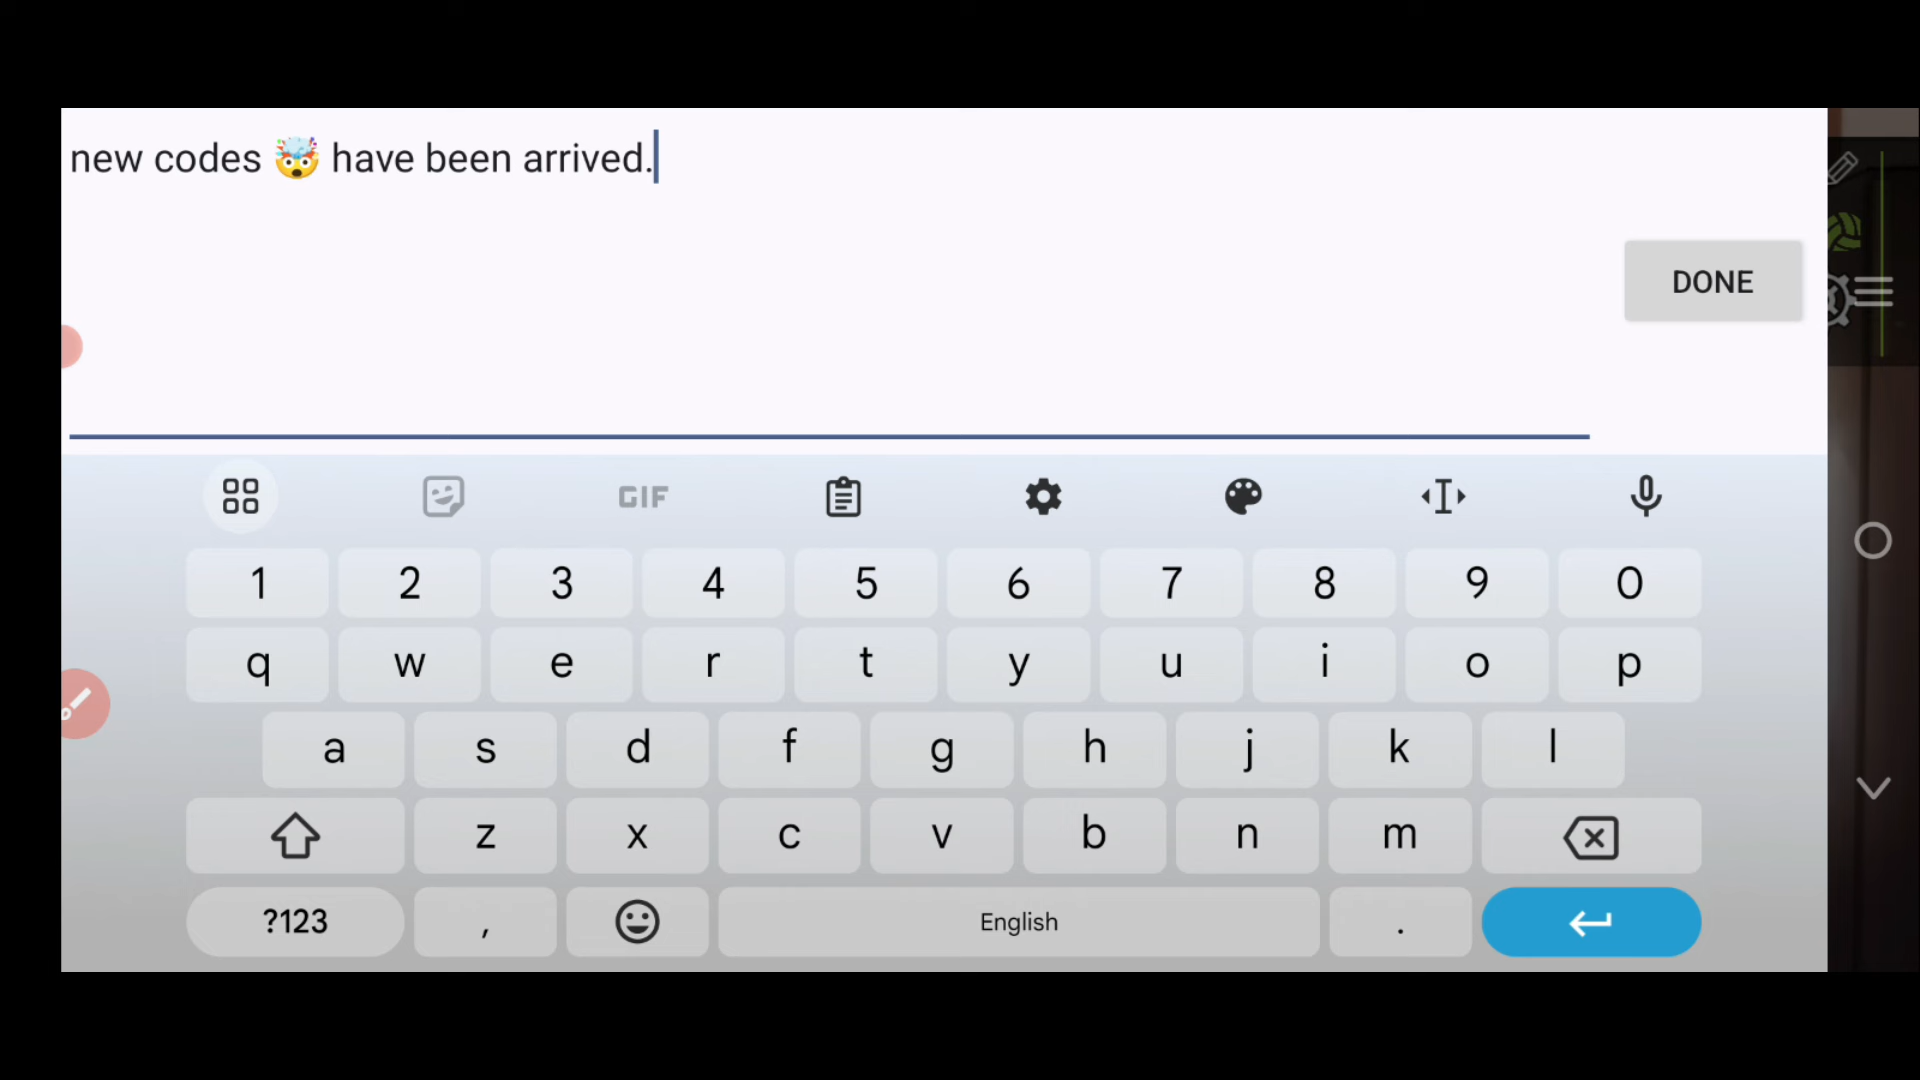 new codes 🤯 have been arrived.
DONE
GIF
1 2 3 4 5 6 7 8 9 0
q w e r t y u i o p
a s d f g h j k l
z x c v b n m
?123 , English .